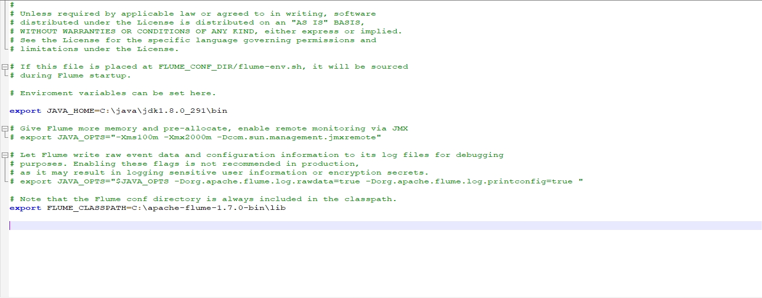 #
# Unless required by applicable law or agreed to in writing, software
# distributed under the License is distributed on an "AS IS" BASIS,
# WITHOUT WARRANTIES OR CONDITIONS OF ANY KIND, either express or implied.
# See the License for the specific language governing permissions and
# limitations under the License.
# If this file is placed at FLUME_CONF_DIR/flume-env.sh, it will be sourced
# during Flume startup.
# Enviroment variables can be set here.
export JAVA_HOME=C:\java\jdk1.8.0_291\bin
# Give Flume more memory and pre-allocate, enable remote monitoring via JMX
# export JAVA_OPTS="-Xms100m -Xmx2000m -Dcom.sun.management.jmxremote"
# Let Flume write raw event data and configuration information to its log files for debugging
# purposes. Enabling these flags is not recommended in production,
# as it may result in logging sensitive user information or encryption secrets.
# export JAVA_OPTS="$JAVA_OPTS -Dorg.apache.flume.log.rawdata=true -Dorg.apache.flume.log.printconfig=true "
# Note that the Flume conf directory is always included in the classpath.
export FLUME_CLASSPATH=C:\apache-flume-1.7.0-bin\lib